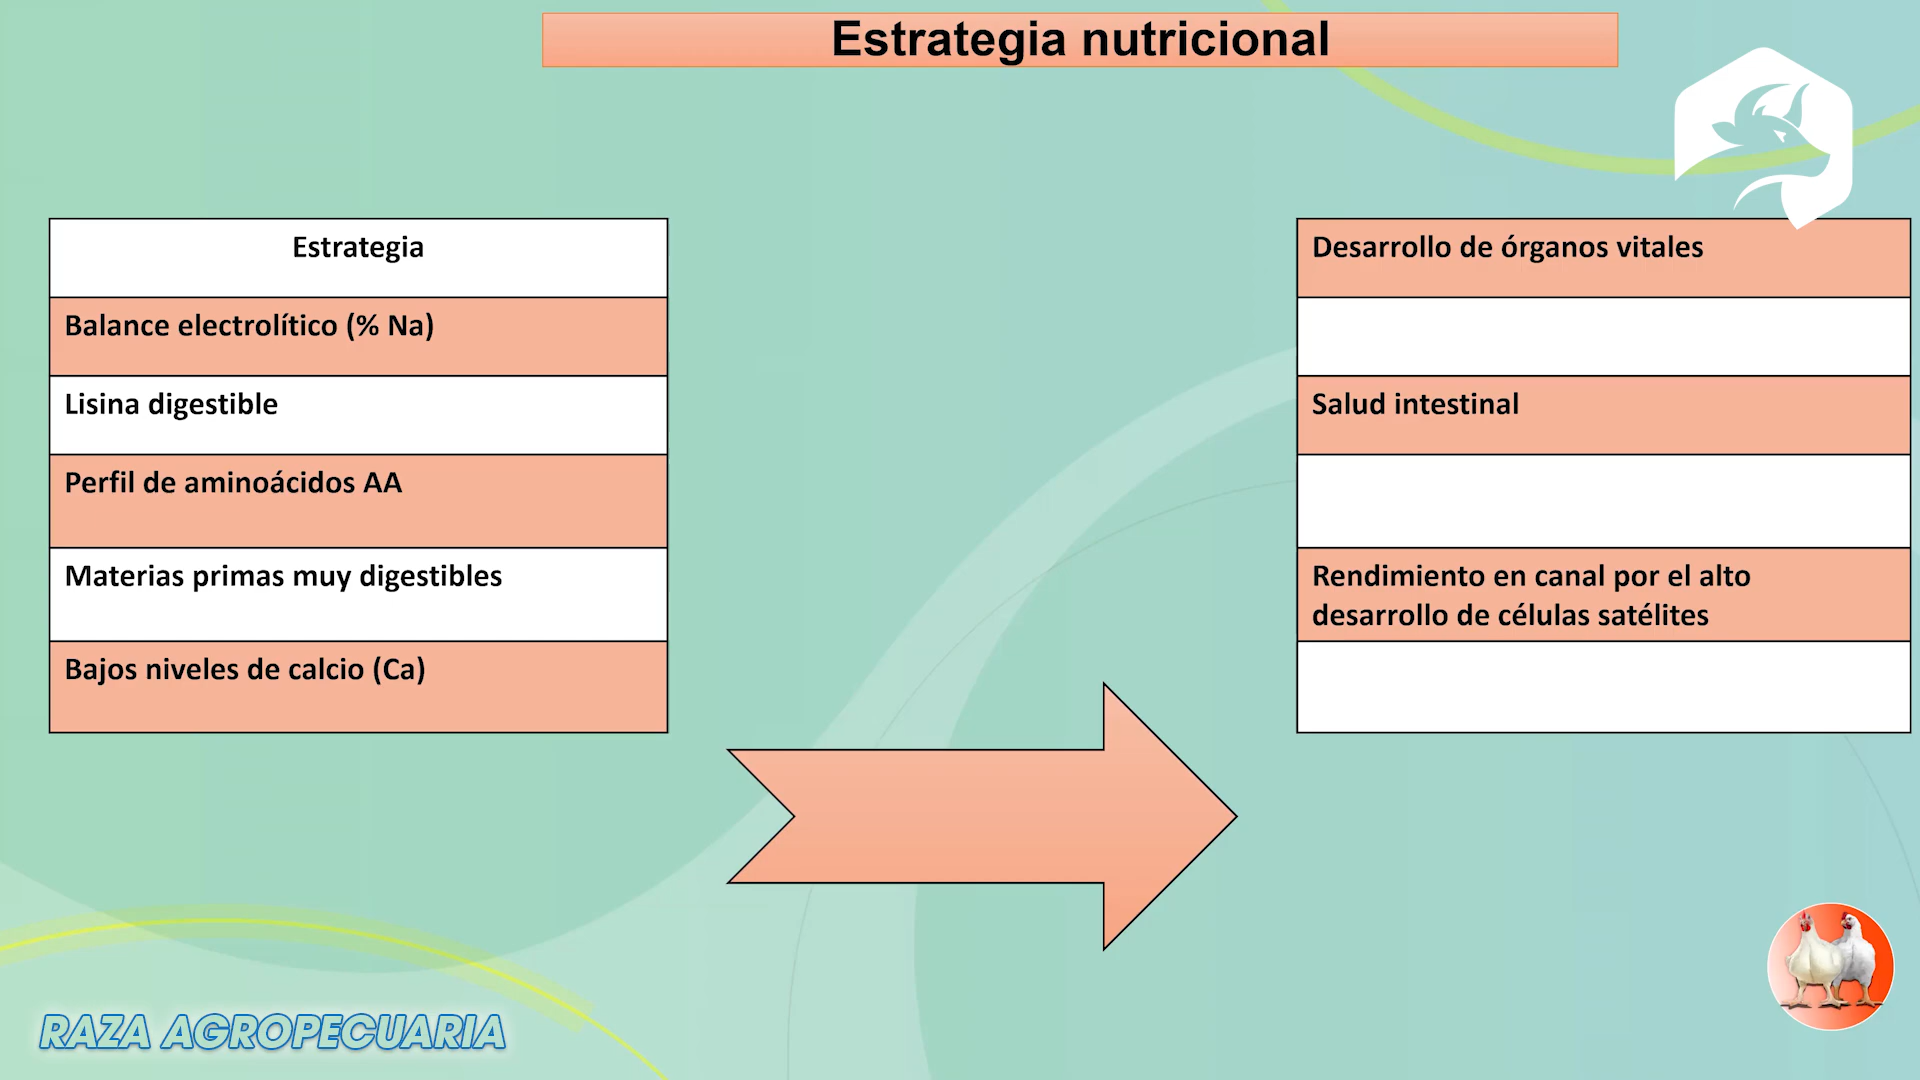 Estrategia nutricional
Estrategia
Balance electrolítico (% Na)
Lisina digestible
Perfil de aminoácidos AA
Materias primas muy digestibles
Bajos niveles de calcio (Ca)
Desarrollo de órganos vitales
Salud intestinal
Rendimiento en canal por el alto
desarrollo de células satélites
RAZA AGROPECUARIA